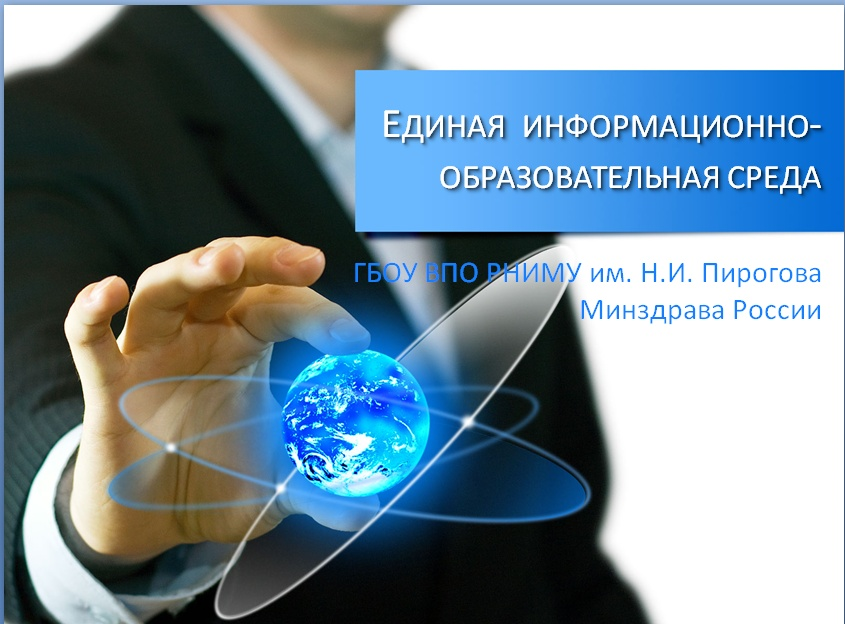 Единая информационно-
образовательная среда
ГБОУ ВПО РНИМУ им. Н.И. Пирогова
Минздрава России